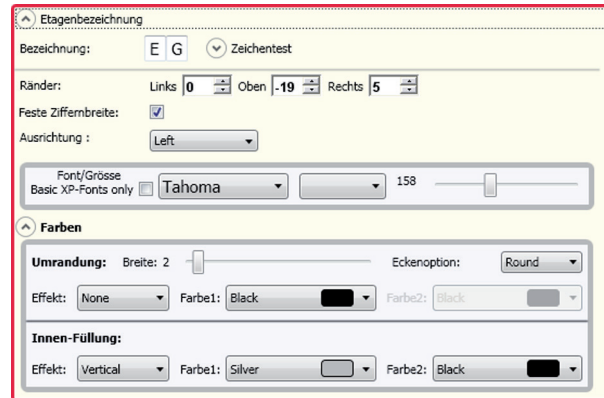 Etagenbezeichnung
Bezeichnung: E G Zeichentest
Ränder: Links 0 Oben -19 Rechts 5
Feste Ziffernbreite:
Ausrichtung : Left
Font/Grösse
Basic XP-Fonts only Tahoma 158
Farben
Umrandung: Breite: 2 Eckenoption: Round
Effekt: None Farbe1: Black Farbe2: Black
Innen-Füllung:
Effekt: Vertical Farbe1: Silver Farbe2: Black